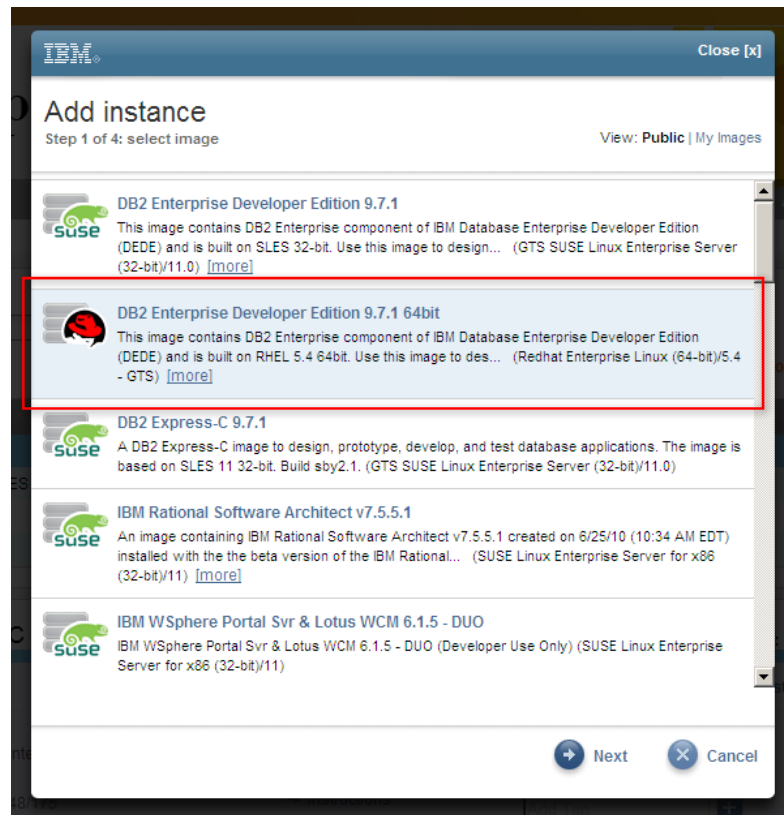 IBM
Close [x]
Add instance
Step 1 of 4: select image
View: Public | My Images
SUSE
DB2 Enterprise Developer Edition 9.7.1
This image contains DB2 Enterprise component of IBM Database Enterprise Developer Edition
(DEDE) and is built on SLES 32-bit. Use this image to design... (GTS SUSE Linux Enterprise Server
(32-bit)/11.0) [more]
DB2 Enterprise Developer Edition 9.7.1 64bit
This image contains DB2 Enterprise component of IBM Database Enterprise Developer Edition
(DEDE) and is built on RHEL 5.4 64bit. Use this image to des... (Redhat Enterprise Linux (64-bit)/5.4
- GTS) [more]
SUSE
DB2 Express-C 9.7.1
A DB2 Express-C image to design, prototype, develop, and test database applications. The image is
based on SLES 11 32-bit. Build sby2.1. (GTS SUSE Linux Enterprise Server (32-bit)/11.0)
SUSE
IBM Rational Software Architect v7.5.5.1
An image containing IBM Rational Software Architect v7.5.5.1 created on 6/25/10 (10:34 AM EDT)
installed with the the beta version of the IBM Rational... (SUSE Linux Enterprise Server for x86
(32-bit)/11) [more]
SUSE
IBM WSphere Portal Svr & Lotus WCM 6.1.5 - DUO
IBM WSphere Portal Svr & Lotus WCM 6.1.5 - DUO (Developer Use Only) (SUSE Linux Enterprise
Server for x86 (32-bit)/11)
Next
Cancel